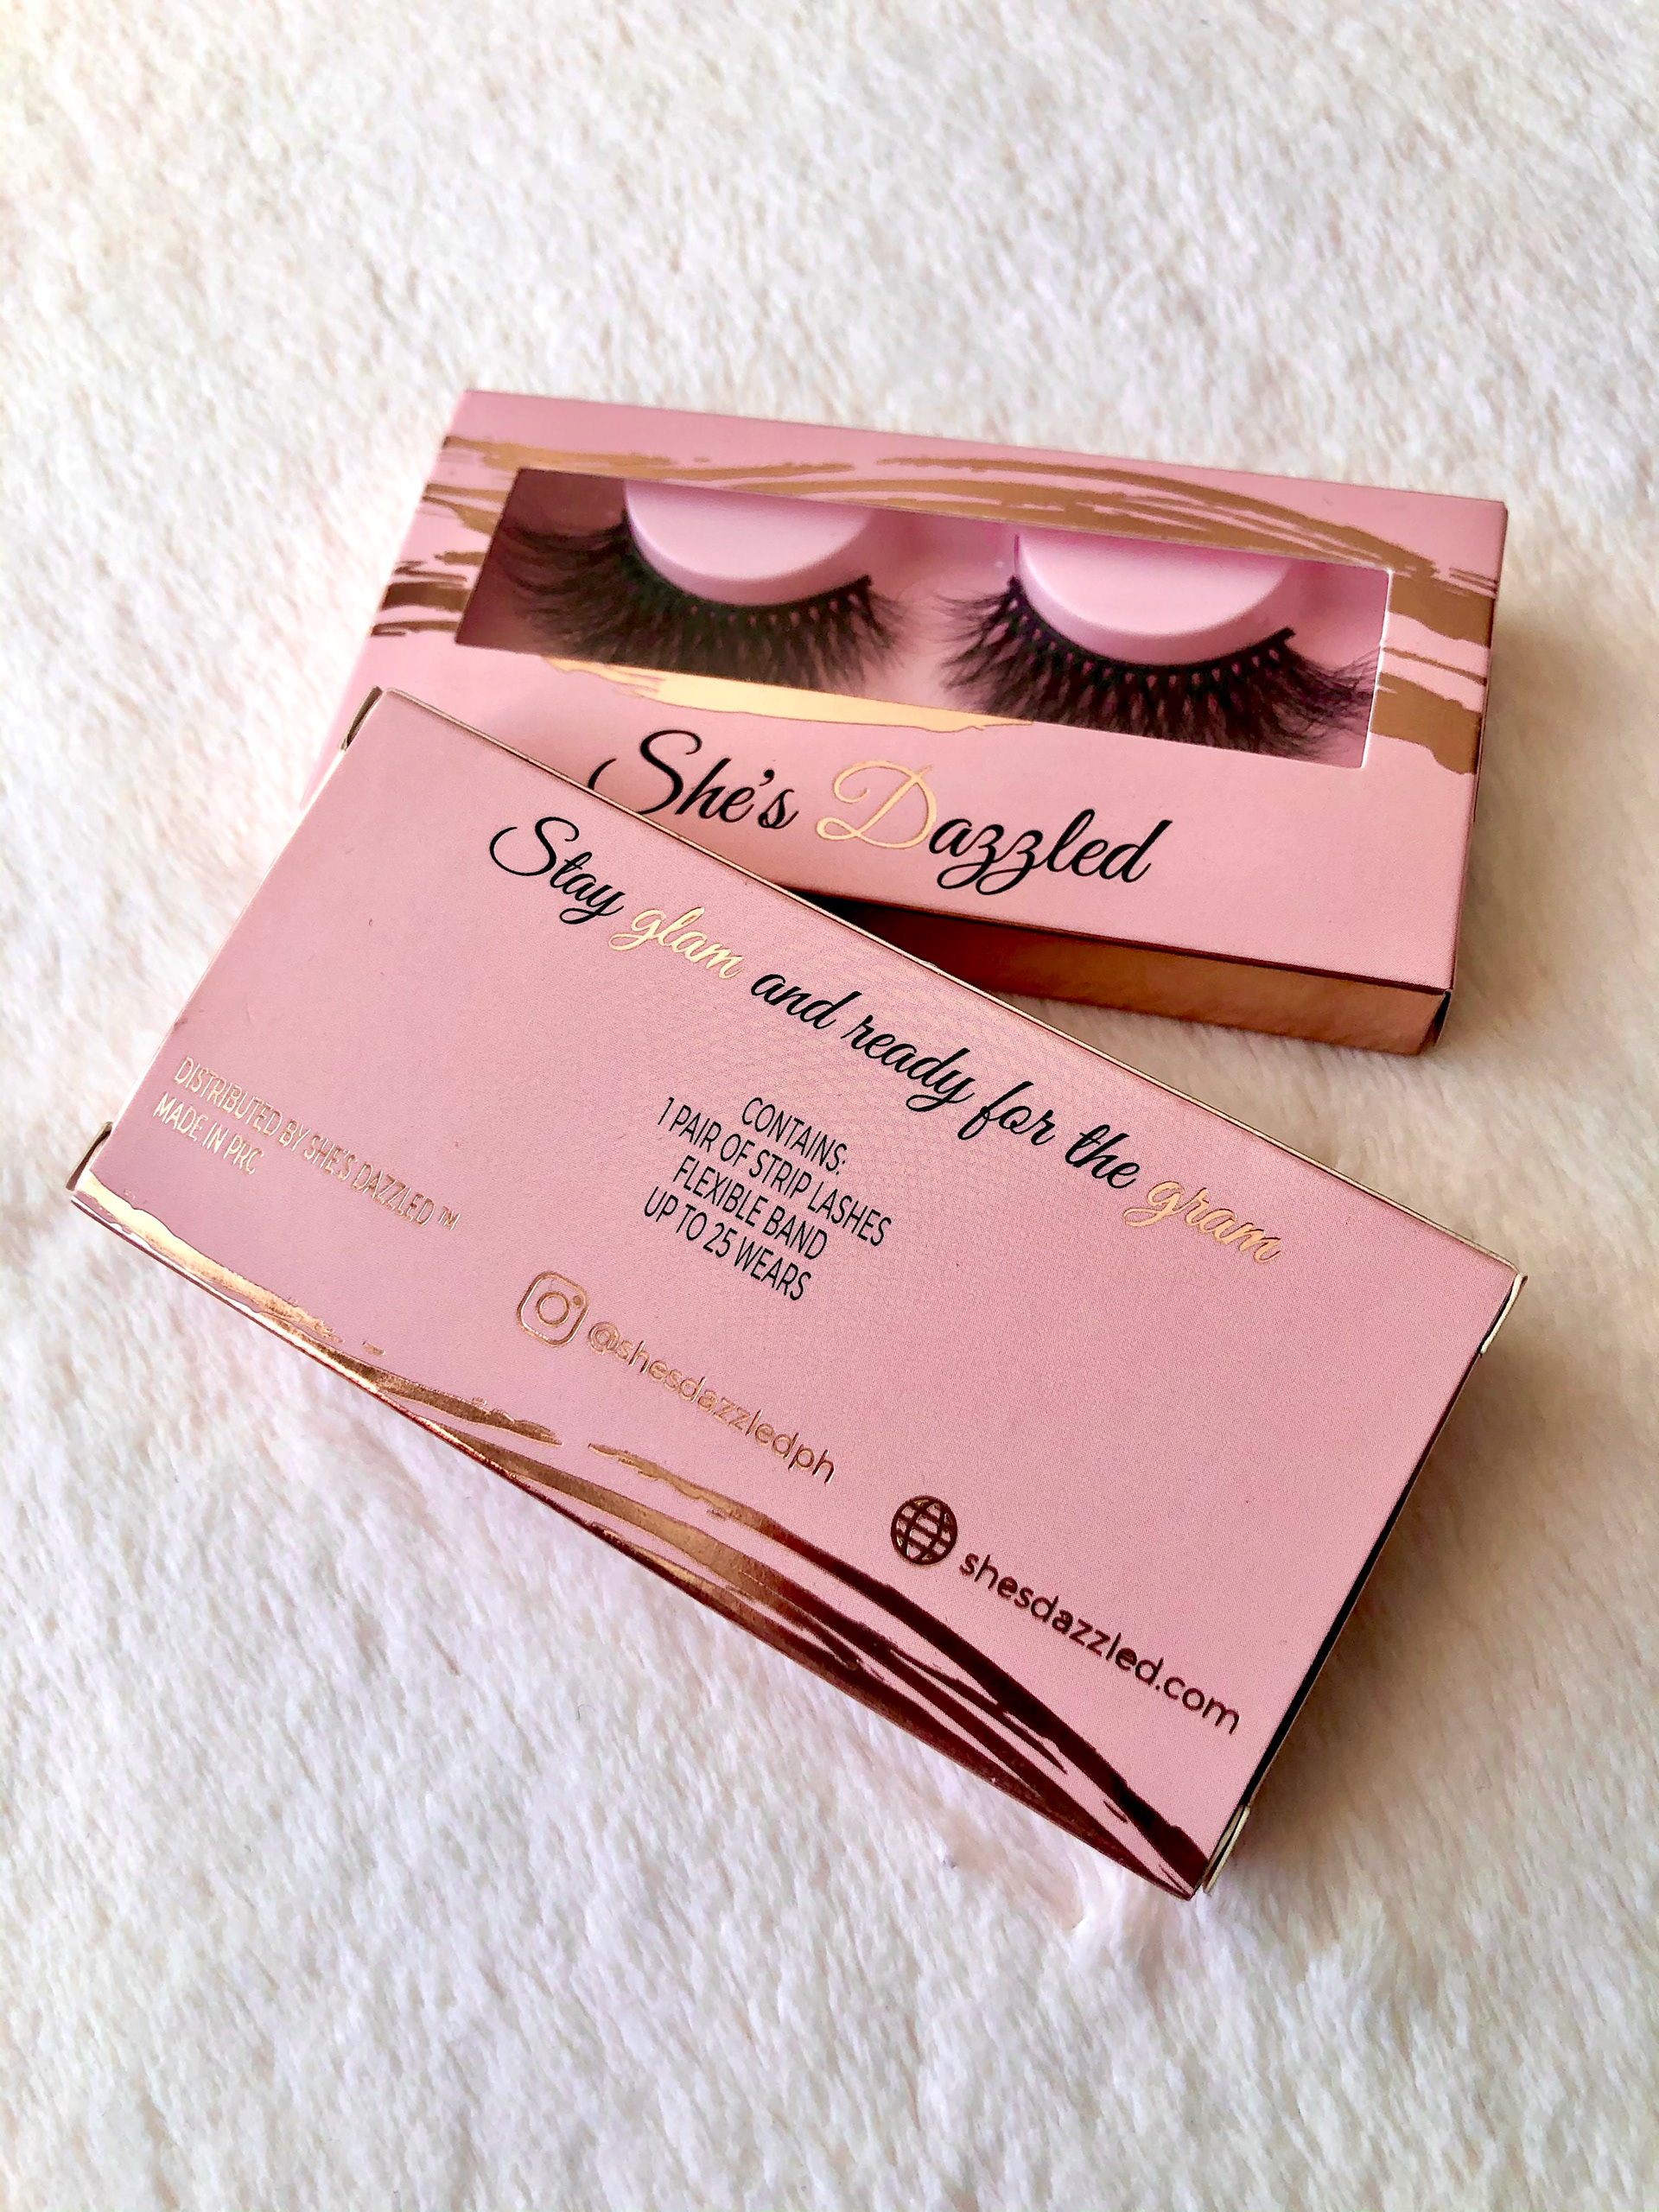 She's Dazzled
Stay glam and ready for the gram
CONTAINS:
1 PAIR OF STRIP LASHES
FLEXIBLE BAND
UP TO 25 WEARS
DISTRIBUTED BY SHE'S DAZZLED ™
MADE IN PRC
@shesdazzledph
shesdazzled.com